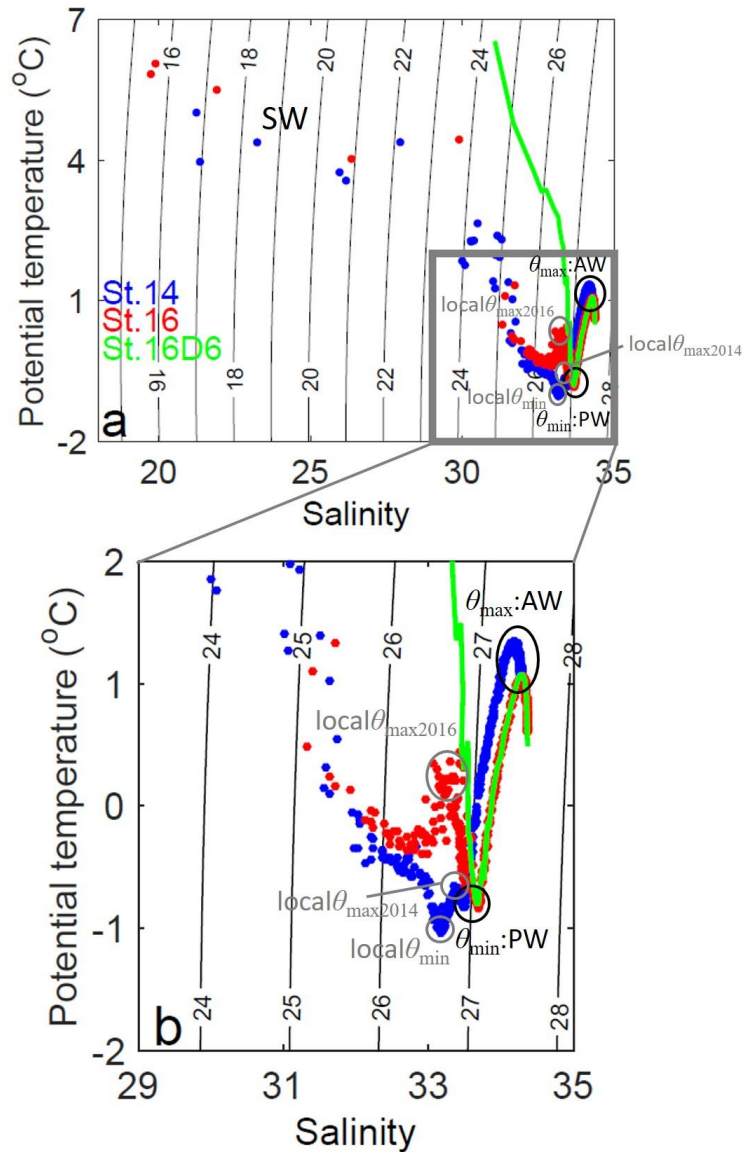 7
4
1
-2
Potential temperature (°C)
16
18
20
22
24
26
SW
St.14
St.16
St.16D6
θmax:AW
localθmax2016
localθmax2014
localθmin
θmin:PW
16
18
20
22
24
26
28
a
20
25
30
35
Salinity
2
1
0
-1
-2
Potential temperature (°C)
θmax:AW
24
25
26
27
28
localθmax2016
localθmax2014
localθmin
θmin:PW
24
25
26
27
28
b
29
31
33
35
Salinity